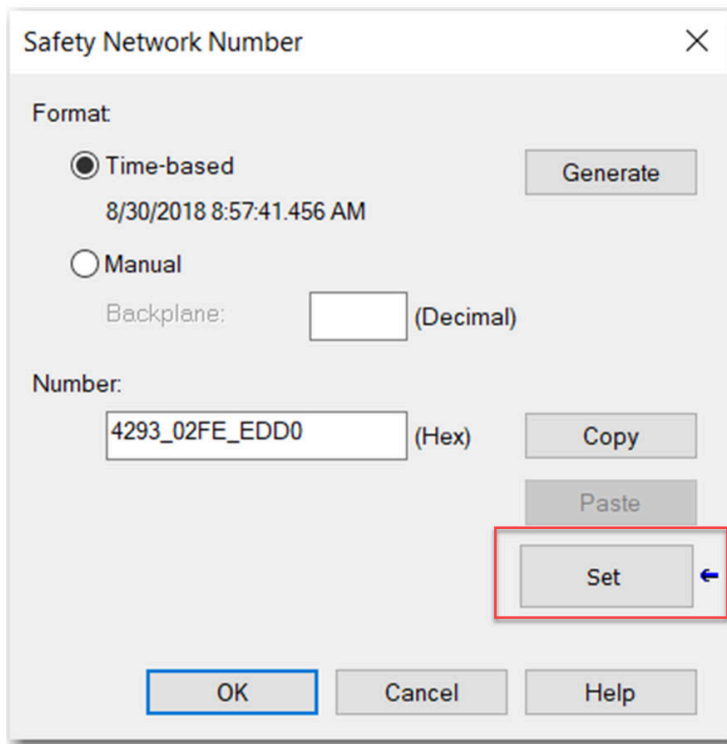 Safety Network Number
Format:
Time-based
Generate
8/30/2018 8:57:41.456 AM
Manual
Backplane:
(Decimal)
Number:
4293_02FE_EDD0
(Hex)
Copy
Paste
Set
OK
Cancel
Help